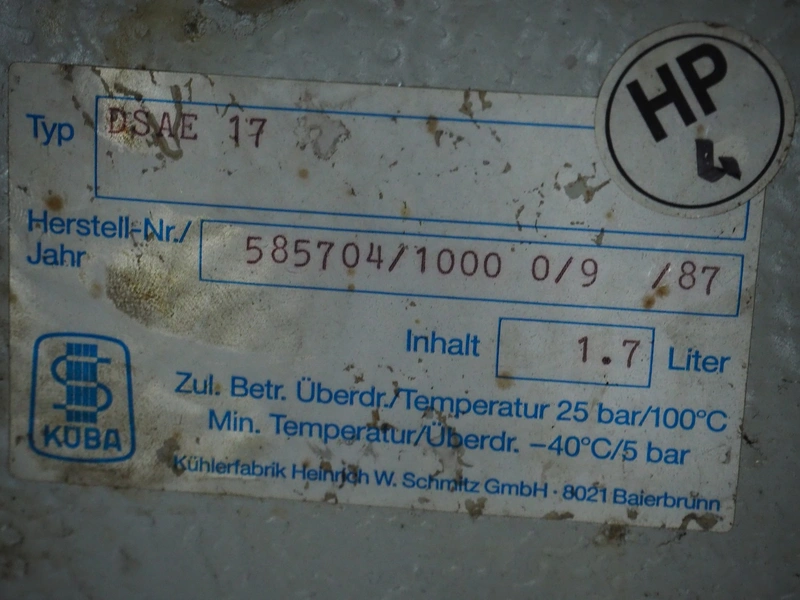 HP
4
Typ DSAE 17
Herstell-Nr./
Jahr 585704/1000 0/9 /87
Inhalt 1.7 Liter
Zul. Betr. Überdr./Temperatur 25 bar/100°C
Min. Temperatur/Überdr. –40°C/5 bar
KÜBA
Kühlerfabrik Heinrich W. Schmitz GmbH · 8021 Baierbrunn